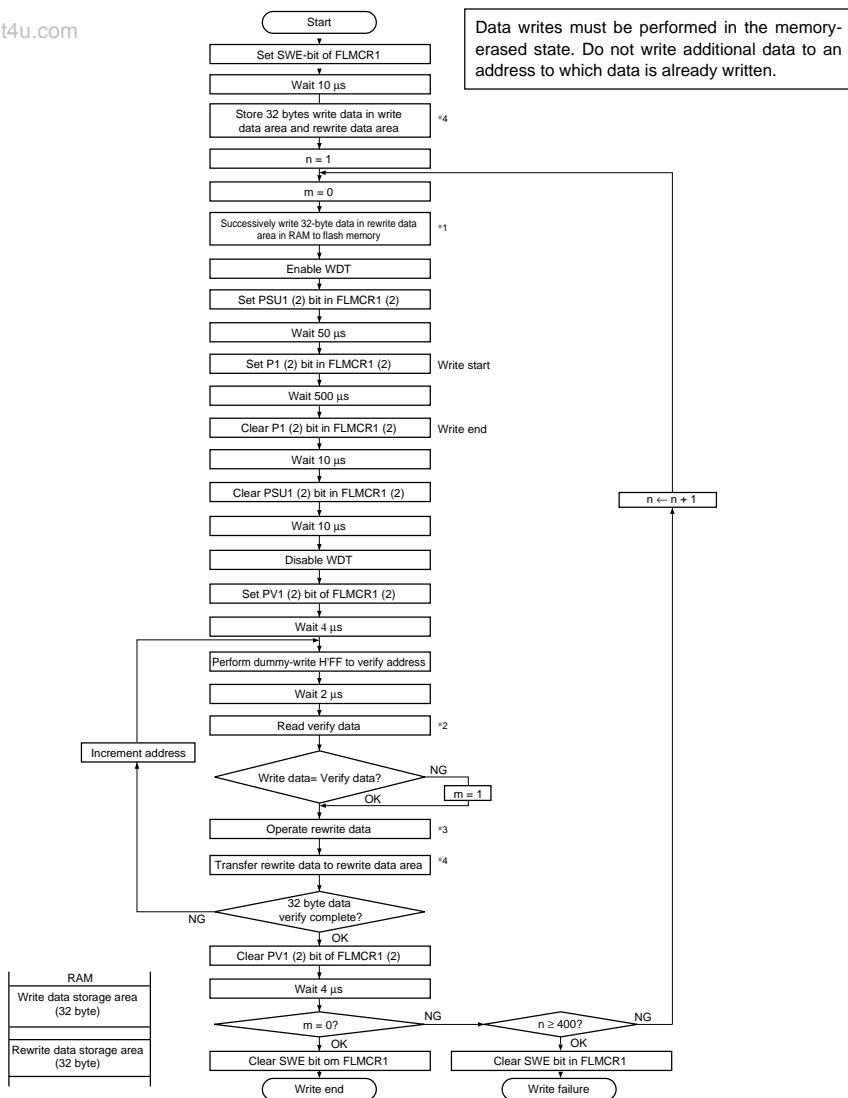 t4u.com
Start
Data writes must be performed in the memory-
erased state. Do not write additional data to an
address to which data is already written.
Set SWE-bit of FLMCR1
Wait 10 μs
Store 32 bytes write data in write
data area and rewrite data area
*4
n = 1
m = 0
Successively write 32-byte data in rewrite data
area in RAM to flash memory
*1
Enable WDT
Set PSU1 (2) bit in FLMCR1 (2)
Wait 50 μs
Set P1 (2) bit in FLMCR1 (2)
Write start
Wait 500 μs
Clear P1 (2) bit in FLMCR1 (2)
Write end
Wait 10 μs
Clear PSU1 (2) bit in FLMCR1 (2)
n ← n + 1
Wait 10 μs
Disable WDT
Set PV1 (2) bit of FLMCR1 (2)
Wait 4 μs
Perform dummy-write H'FF to verify address
Wait 2 μs
Read verify data
*2
Increment address
Write data= Verify data?
NG
m = 1
OK
Operate rewrite data
*3
Transfer rewrite data to rewrite data area
*4
32 byte data
verify complete?
NG
OK
Clear PV1 (2) bit of FLMCR1 (2)
Wait 4 μs
RAM
Write data storage area
(32 byte)
Rewrite data storage area
(32 byte)
m = 0?
NG
n ≥ 400?
NG
OK
OK
Clear SWE bit om FLMCR1
Clear SWE bit in FLMCR1
Write end
Write failure